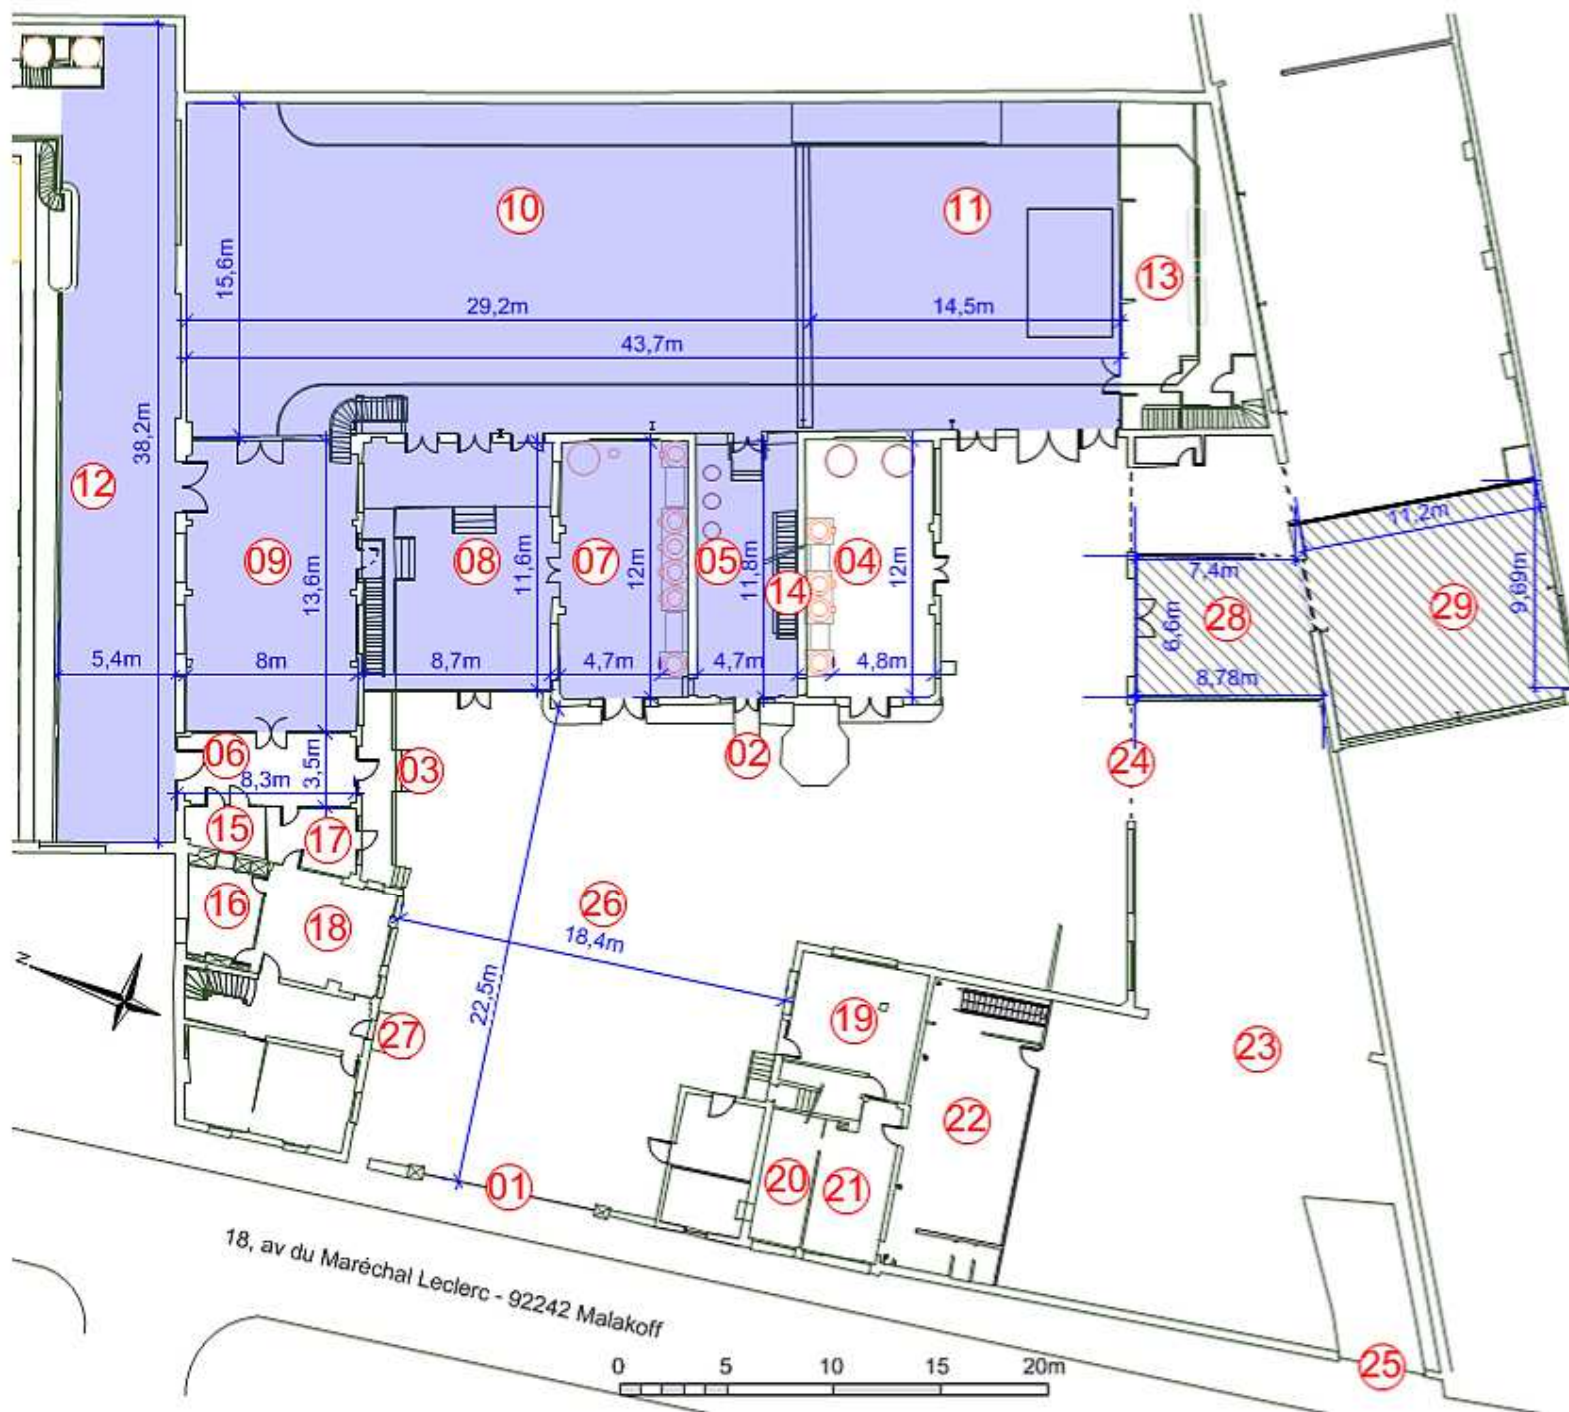 10
11
15,6m
13
29,2m
14,5m
43,7m
38,2m
12
11,2m
09
08
07
05
04
14
13,6m
11,6m
12m
11,8m
12m
7,4m
28
29
6,6m
9,69m
5,4m
8m
8,7m
4,7m
4,7m
4,8m
8,78m
06
03
02
24
8,3m
3,5m
15
17
16
18
26
18,4m
N
22,5m
27
19
23
22
20
21
01
18, av du Maréchal Leclerc - 92242 Malakoff
0 5 10 15 20m
25